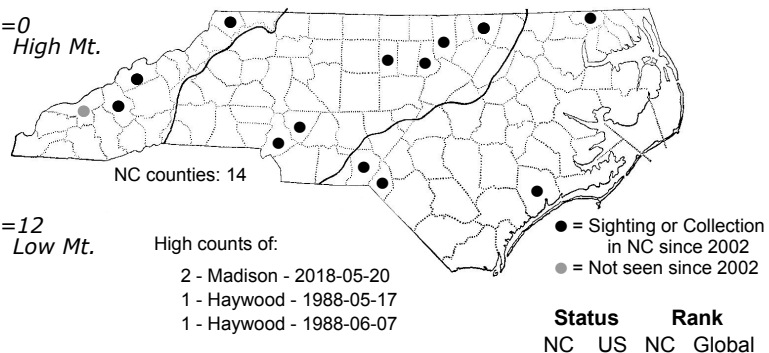 =0
High Mt.
NC counties: 14
=12
Low Mt.
High counts of:
2 - Madison - 2018-05-20
1 - Haywood - 1988-05-17
1 - Haywood - 1988-06-07
= Sighting or Collection
in NC since 2002
= Not seen since 2002
Status Rank
NC US NC Global